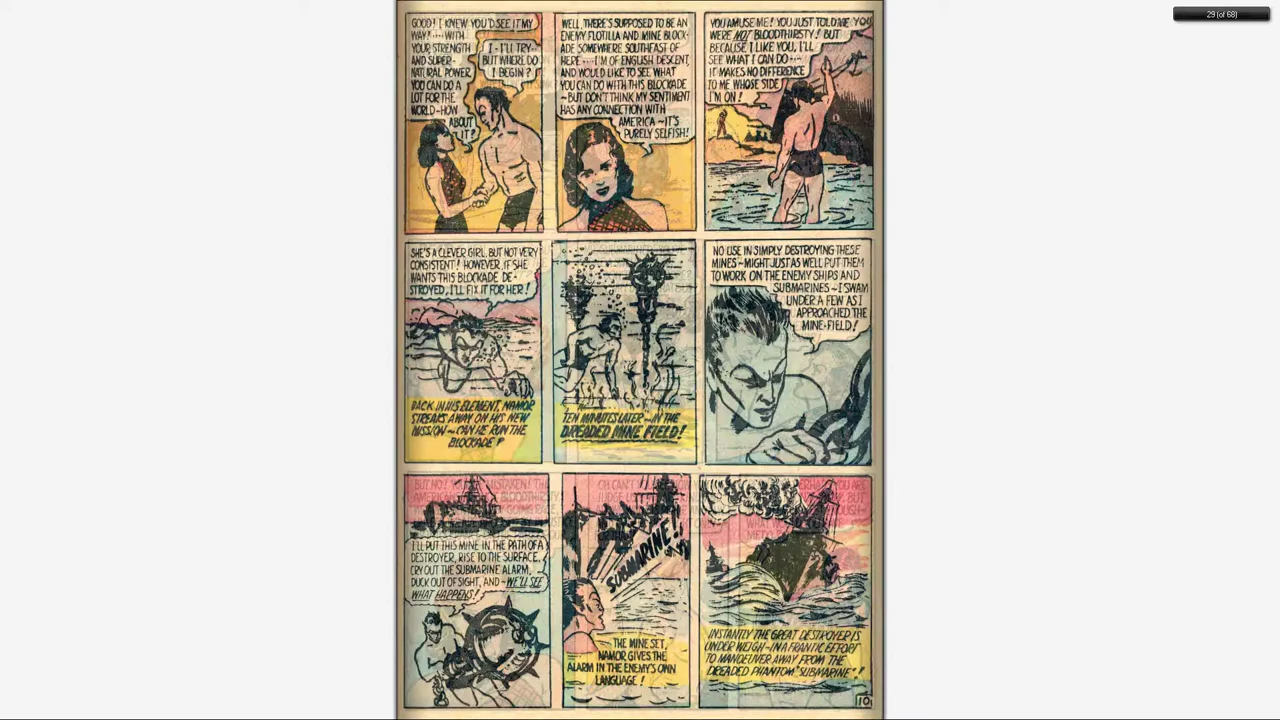 29 (of 68)
GOOD! I KNEW YOU'D SEE IT MY
WAY! ---- WITH
YOUR STRENGTH
AND SUPER-
NATURAL POWER,
YOU CAN DO A
LOT FOR THE
WORLD - HOW
ABOUT
IT?
I - I'LL TRY--
BUT WHERE DO
I BEGIN?
WELL, THERE'S SUPPOSED TO BE AN
ENEMY FLOTILLA AND MINE BLOCK-
ADE SOMEWHERE SOUTHEAST OF
HERE ---- I'M OF ENGLISH DESCENT,
AND WOULD LIKE TO SEE WHAT
YOU CAN DO WITH THIS BLOCKADE
~ BUT DON'T THINK MY SENTIMENT
HAS ANY CONNECTION WITH
AMERICA ~ IT'S
PURELY SELFISH!
YOU AMUSE ME! YOU JUST TOLD ME YOU
WERE NOT BLOODTHIRSTY! BUT
BECAUSE I LIKE YOU, I'LL
SEE WHAT I CAN DO ----
IT MAKES NO DIFFERENCE
TO ME WHOSE SIDE
I'M ON!
SHE'S A CLEVER GIRL, BUT NOT VERY
CONSISTENT! HOWEVER, IF SHE
WANTS THIS BLOCKADE DE-
STROYED, I'LL FIX IT FOR HER!
BACK IN HIS ELEMENT, NAMOR
STREAKS AWAY ON HIS NEW
MISSION ~ CAN HE RUN THE
BLOCKADE?
TEN MINUTES LATER ~ IN THE
DREADED MINE FIELD!
NO USE IN SIMPLY DESTROYING THESE
MINES ~ MIGHT JUST AS WELL PUT THEM
TO WORK ON THE ENEMY SHIPS AND
SUBMARINES ~ I SWAM
UNDER A FEW AS I
APPROACHED THE
MINE-FIELD!
I'LL PUT THIS MINE IN THE PATH OF A
DESTROYER, RISE TO THE SURFACE,
CRY OUT THE SUBMARINE ALARM,
DUCK OUT OF SIGHT, AND ~ WE'LL SEE
WHAT HAPPENS!
SUBMARINE!
THE MINE SET,
NAMOR GIVES THE
ALARM IN THE ENEMY'S OWN
LANGUAGE!
INSTANTLY THE GREAT DESTROYER IS
UNDER WEIGH ~ IN A FRANTIC EFFORT
TO MANOEUVER AWAY FROM THE
DREADED PHANTOM "SUBMARINE"!
10